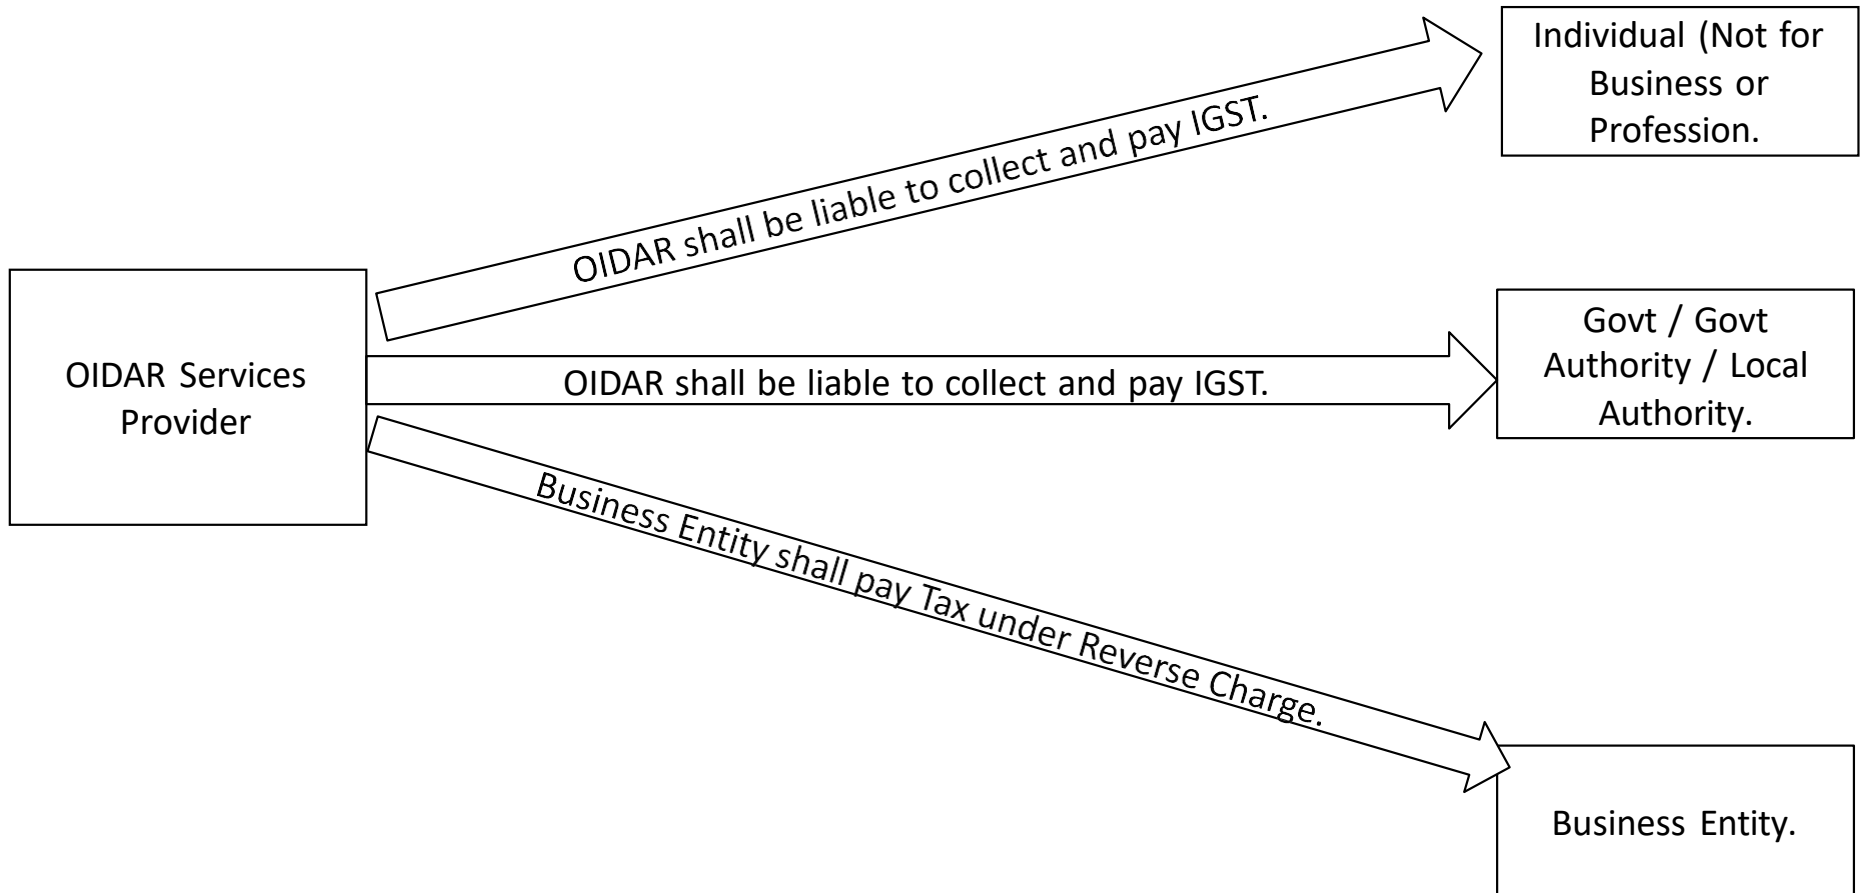 Individual (Not for
Business or
Profession.
OIDAR shall be liable to collect and pay IGST.
OIDAR Services
Provider
OIDAR shall be liable to collect and pay IGST.
Govt / Govt
Authority / Local
Authority.
Business Entity shall pay Tax under Reverse Charge.
Business Entity.